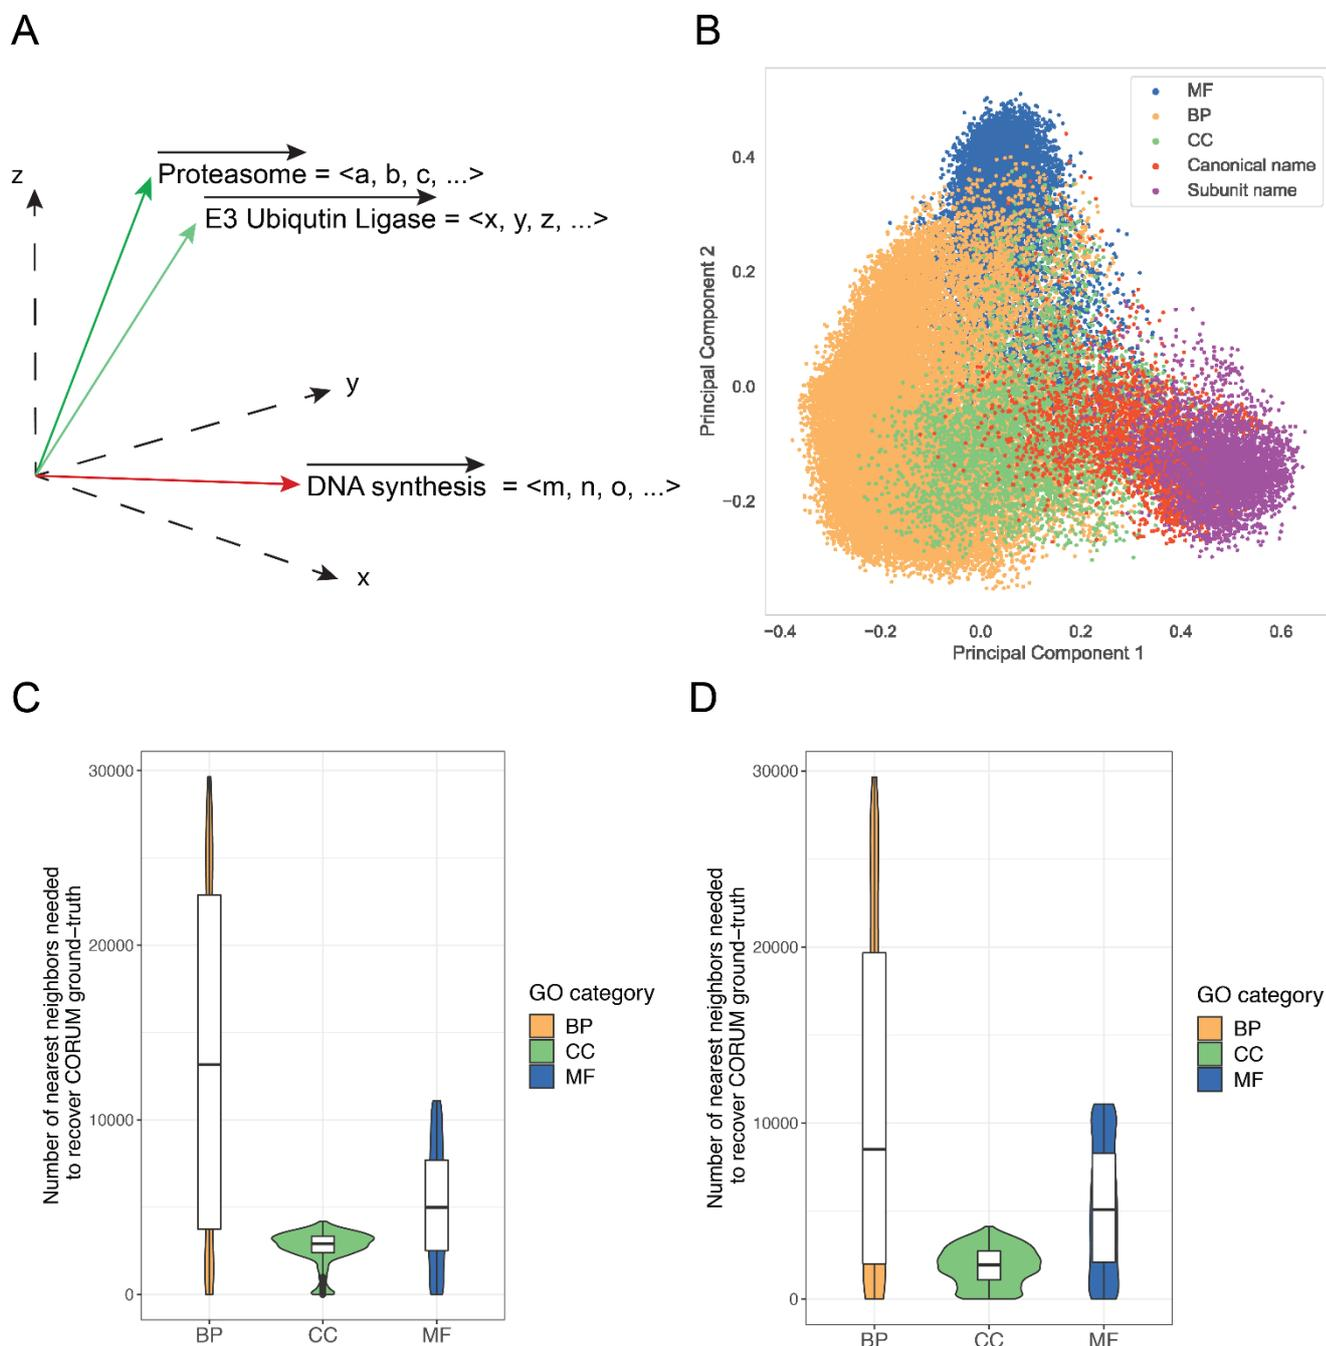 A
z
Proteasome = <a, b, c, ...>
E3 Ubiqutin Ligase = <x, y, z, ...>
y
DNA synthesis = <m, n, o, ...>
x
B
MF
BP
CC
Canonical name
Subunit name
Principal Component 2
0.4
0.2
0.0
−0.2
−0.4 −0.2 0.0 0.2 0.4 0.6
Principal Component 1
C
Number of nearest neighbors needed
to recover CORUM ground−truth
30000
20000
10000
0
BP CC MF
GO category
BP
CC
MF
D
Number of nearest neighbors needed
to recover CORUM ground−truth
30000
20000
10000
0
BP CC MF
GO category
BP
CC
MF